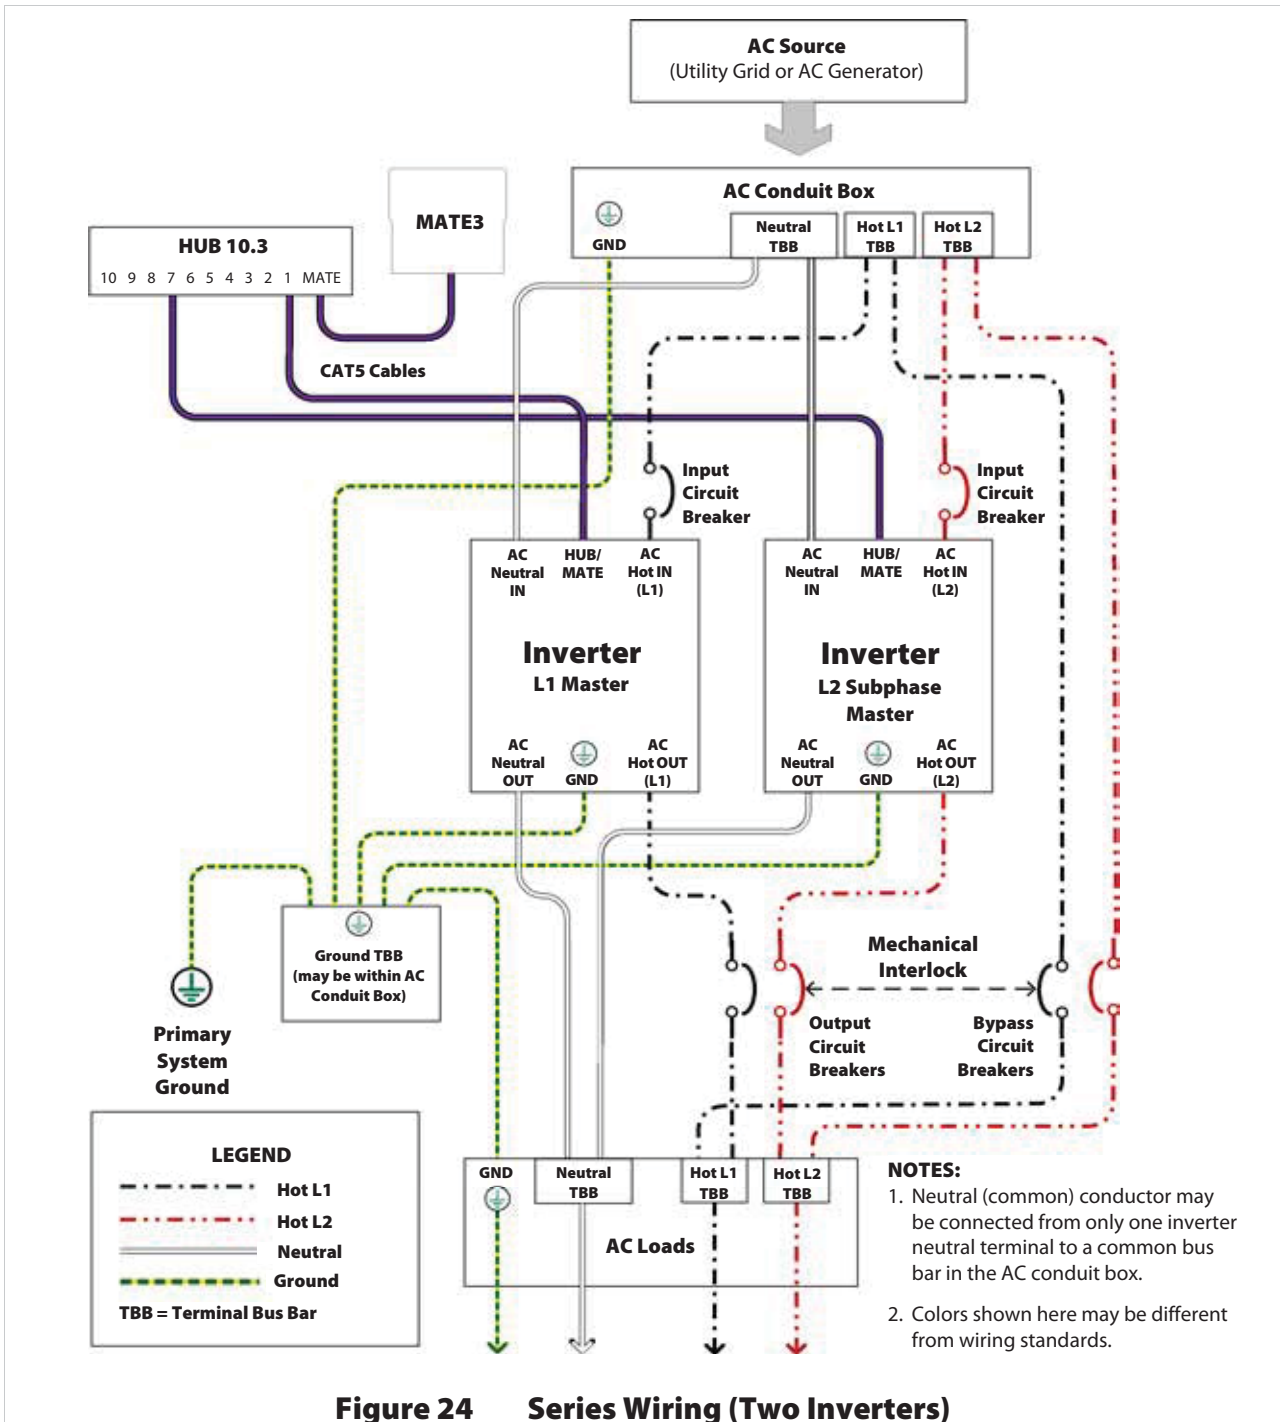 AC Source
(Utility Grid or AC Generator)
AC Conduit Box
GND
Neutral
TBB
Hot L1
TBB
Hot L2
TBB
MATE3
HUB 10.3
10 9 8 7 6 5 4 3 2 1 MATE
CAT5 Cables
Input
Circuit
Breaker
Input
Circuit
Breaker
AC
Neutral
IN
HUB/
MATE
AC
Hot IN
(L1)
Inverter
L1 Master
AC
Neutral
OUT
GND
AC
Hot OUT
(L1)
AC
Neutral
IN
HUB/
MATE
AC
Hot IN
(L2)
Inverter
L2 Subphase
Master
AC
Neutral
OUT
GND
AC
Hot OUT
(L2)
Ground TBB
(may be within AC
Conduit Box)
Primary
System
Ground
Mechanical
Interlock
Output
Circuit
Breakers
Bypass
Circuit
Breakers
LEGEND
Hot L1
Hot L2
Neutral
Ground
TBB = Terminal Bus Bar
GND
Neutral
TBB
Hot L1
TBB
Hot L2
TBB
AC Loads
NOTES:
1. Neutral (common) conductor may
be connected from only one inverter
neutral terminal to a common bus
bar in the AC conduit box.
2. Colors shown here may be different
from wiring standards.
Figure 24 Series Wiring (Two Inverters)